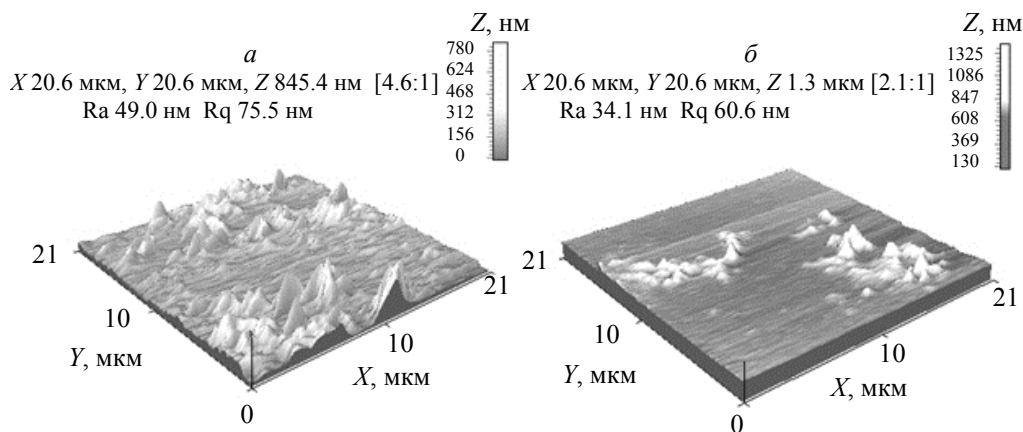 а
X 20.6 мкм, Y 20.6 мкм, Z 845.4 нм [4.6:1]
Ra 49.0 нм Rq 75.5 нм
Z, нм
780
624
468
312
156
0
21
10
Y, мкм
0
X, мкм
10
21
б
X 20.6 мкм, Y 20.6 мкм, Z 1.3 мкм [2.1:1]
Ra 34.1 нм Rq 60.6 нм
Z, нм
1325
1086
847
608
369
130
21
10
Y, мкм
0
X, мкм
10
21